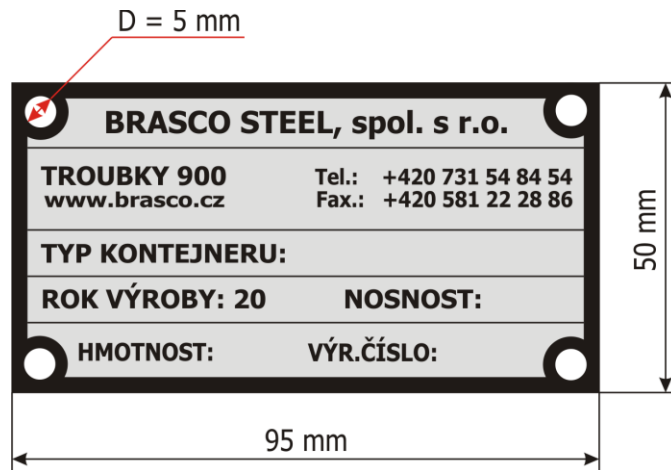 D = 5 mm
BRASCO STEEL, spol. s r.o.
TROUBKY 900 Tel.: +420 731 54 84 54
www.brasco.cz Fax.: +420 581 22 28 86
TYP KONTEJNERU:
ROK VÝROBY: 20 NOSNOST:
HMOTNOST: VÝR.ČÍSLO:
50 mm
95 mm